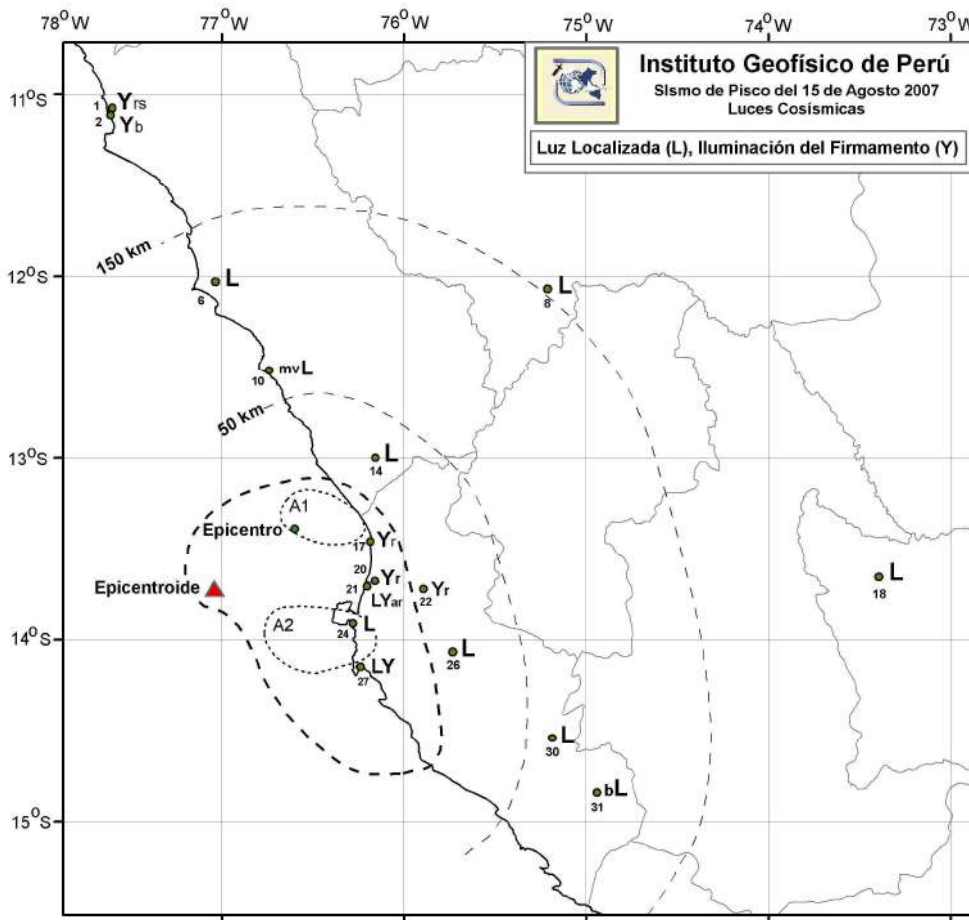 78°W 77°W 76°W 75°W 74°W 73°W
Instituto Geofísico de Perú
SIsmo de Pisco del 15 de Agosto 2007
Luces Cosismicas
Luz Localizada (L), Iluminación del Firmamento (Y)
11°S
1 Yrs
2 Yb
150 km
12°S
6 L
8 L
10 mvL
50 km
13°S
14 L
A1
Epicentro
17 Yr
20 Yr
21 LYar
22 Yr
18 L
Epicentroide
A2
24 L
14°S
26 L
27 LY
30 L
31 bL
15°S